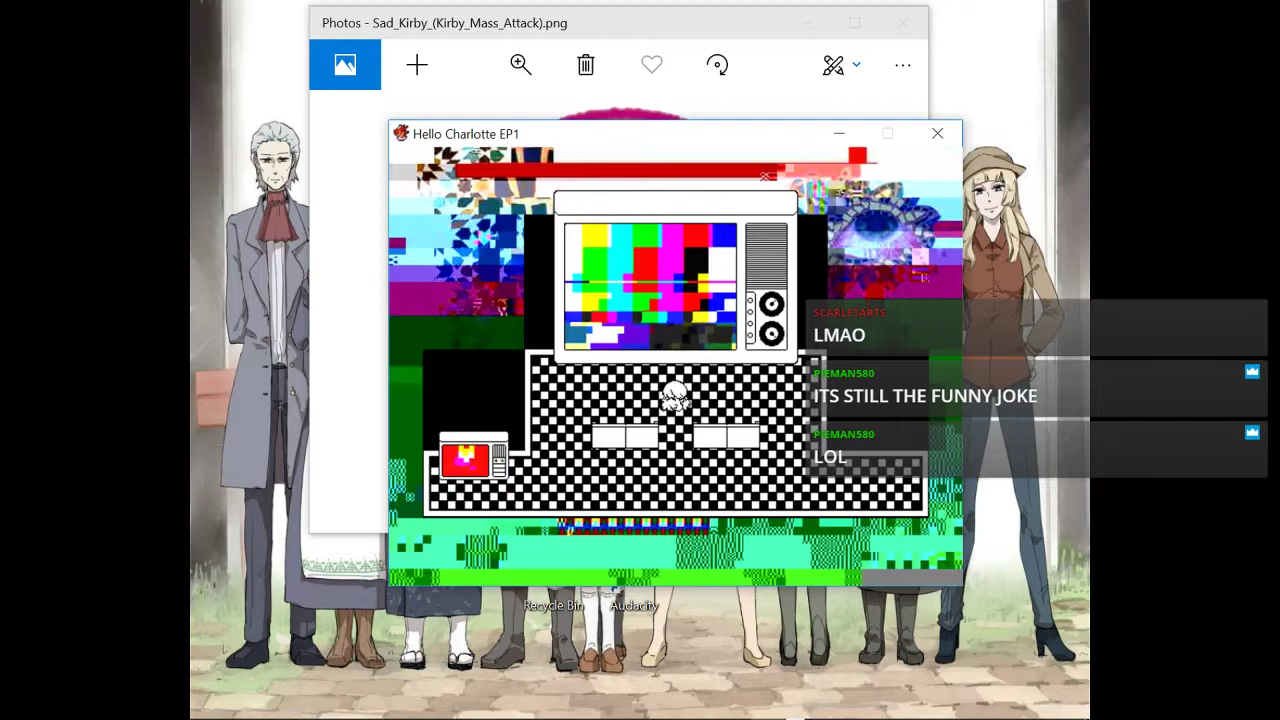 Photos - Sad_Kirby_(Kirby_Mass_Attack).png
Hello Charlotte EP1
SCARLETARTS
LMAO
PIEMAN580
ITS STILL THE FUNNY JOKE
PIEMAN580
LOL
Recycle Bin
Audacity